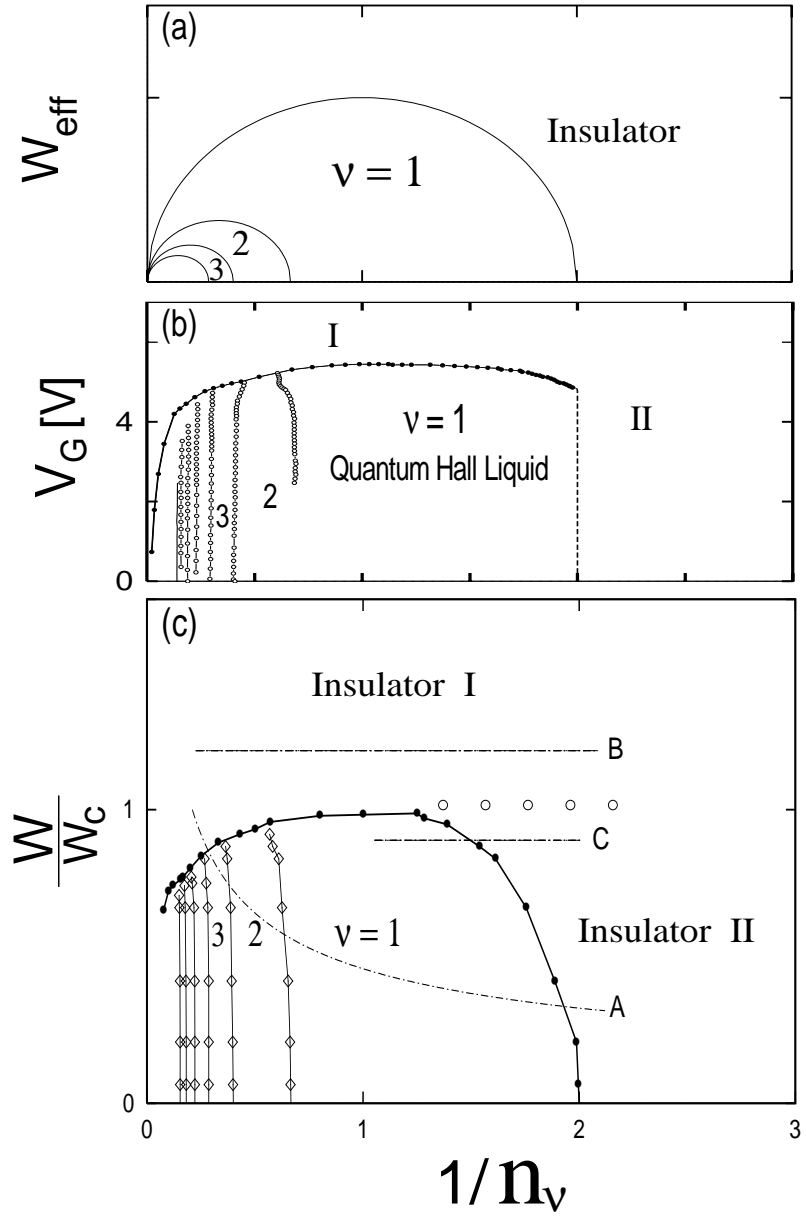 (a)
W_eff
Insulator
ν = 1
2
3
(b)
I
V_G [V]
4
ν = 1
II
Quantum Hall Liquid
3
2
0
(c)
Insulator I
B
W/W_c
1
C
3
2
ν = 1
Insulator II
A
0
0
1
2
3
1/n_ν